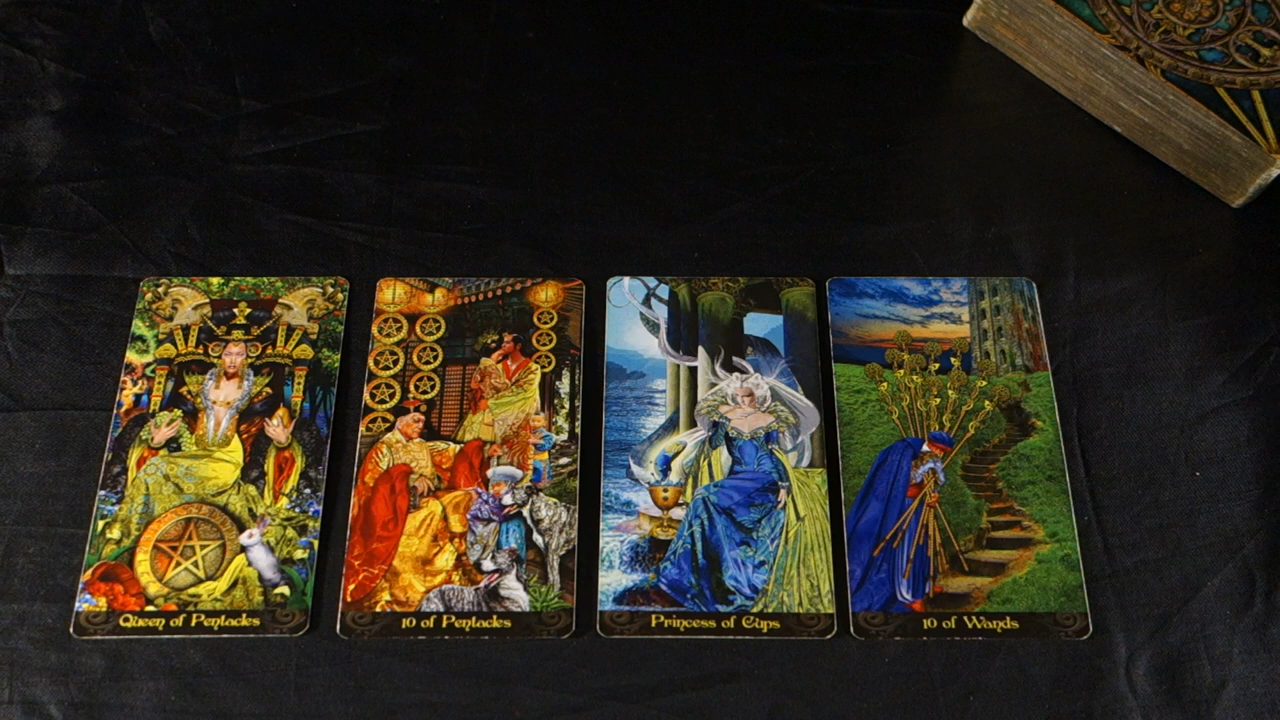 Queen of Pentacles
10 of Pentacles
Princess of Cups
10 of Wands